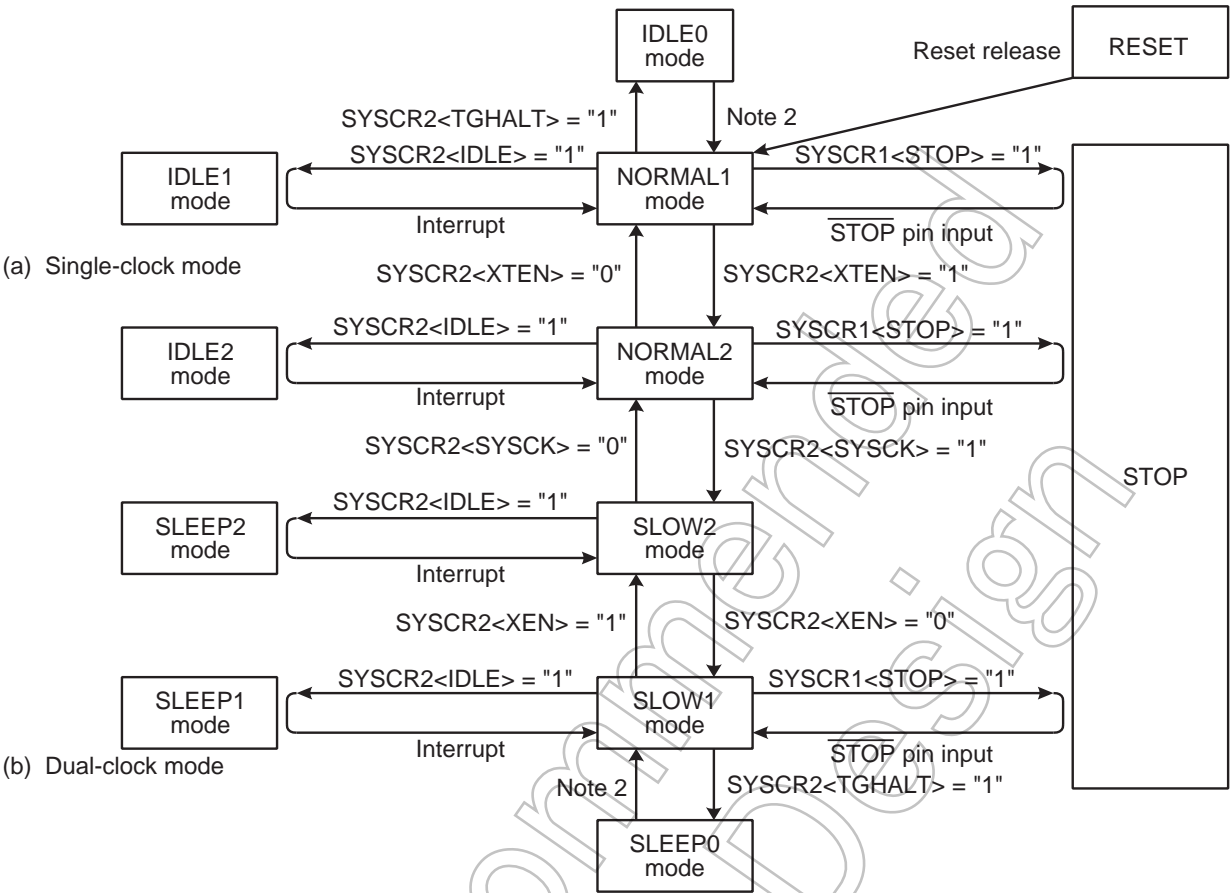 IDLE0
mode
Reset release
RESET
SYSCR2<TGHALT> = "1"
Note 2
IDLE1
mode
SYSCR2<IDLE> = "1"
Interrupt
NORMAL1
mode
SYSCR1<STOP> = "1"
STOP pin input
(a) Single-clock mode
SYSCR2<XTEN> = "0"
SYSCR2<XTEN> = "1"
IDLE2
mode
SYSCR2<IDLE> = "1"
Interrupt
NORMAL2
mode
SYSCR1<STOP> = "1"
STOP pin input
SYSCR2<SYSCK> = "0"
SYSCR2<SYSCK> = "1"
STOP
SLEEP2
mode
SYSCR2<IDLE> = "1"
Interrupt
SLOW2
mode
SYSCR2<XEN> = "1"
SYSCR2<XEN> = "0"
SLEEP1
mode
SYSCR2<IDLE> = "1"
Interrupt
SLOW1
mode
SYSCR1<STOP> = "1"
STOP pin input
(b) Dual-clock mode
Note 2
SYSCR2<TGHALT> = "1"
SLEEP0
mode
ommended
Design